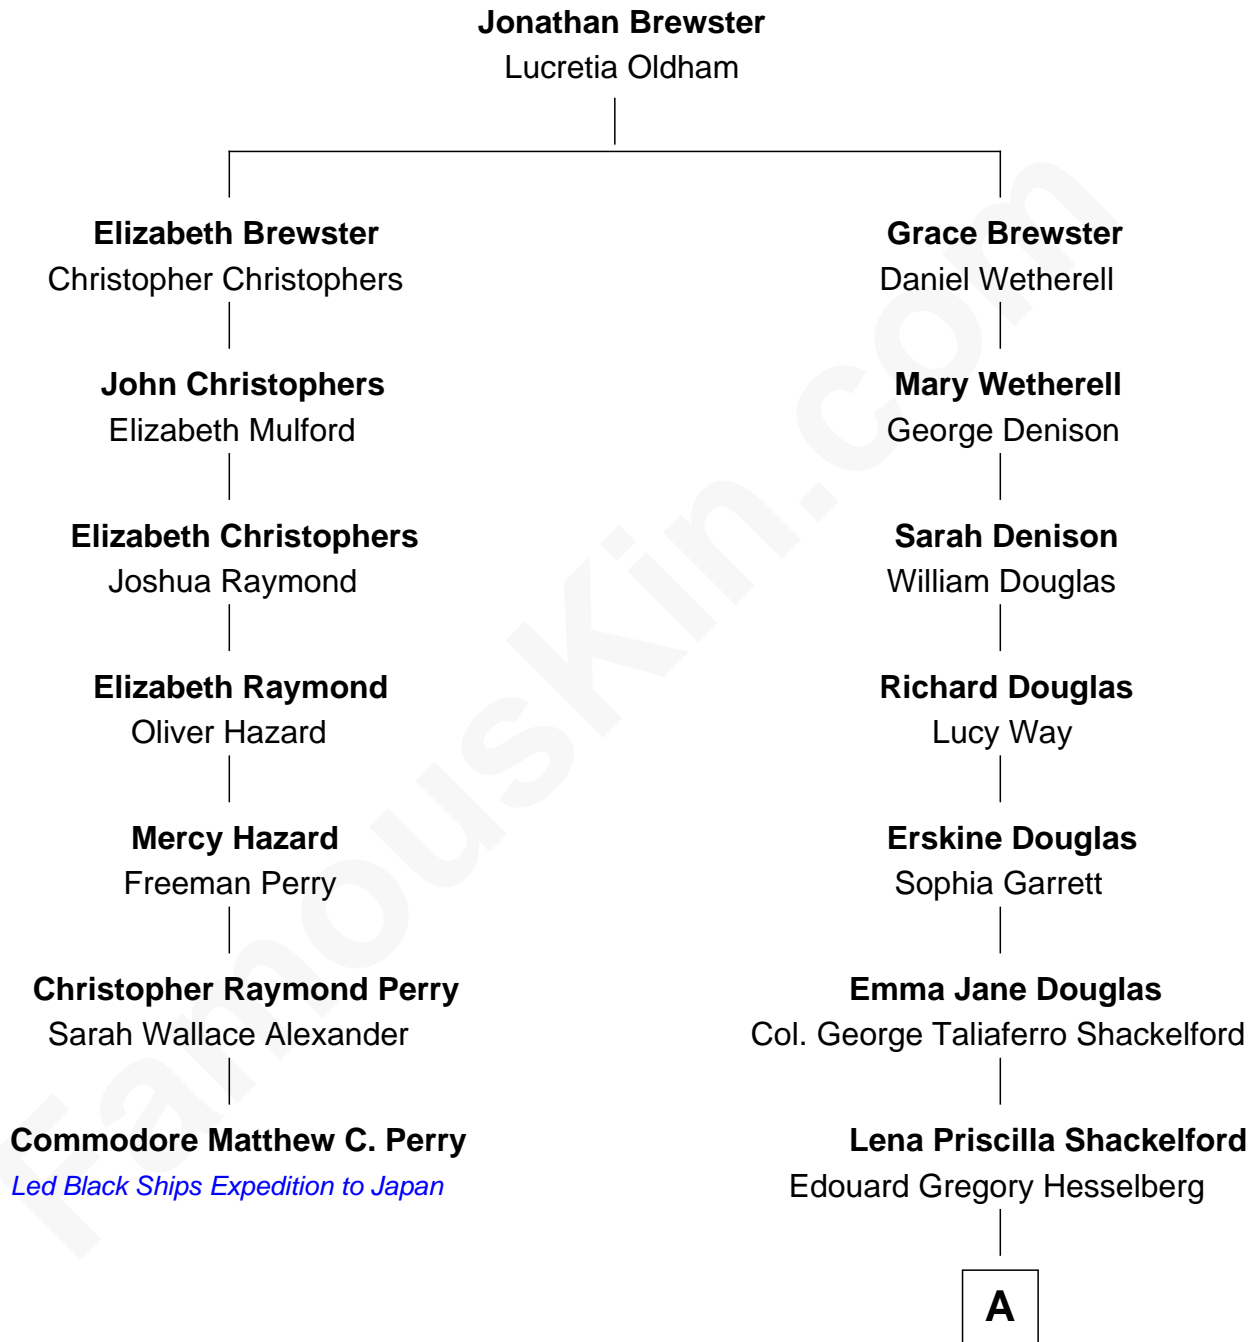 Jonathan Brewster
Lucretia Oldham
Elizabeth Brewster
Christopher Christophers
Grace Brewster
Daniel Wetherell
John Christophers
Elizabeth Mulford
Mary Wetherell
George Denison
Elizabeth Christophers
Joshua Raymond
Sarah Denison
William Douglas
Elizabeth Raymond
Oliver Hazard
Richard Douglas
Lucy Way
Mercy Hazard
Freeman Perry
Erskine Douglas
Sophia Garrett
Christopher Raymond Perry
Sarah Wallace Alexander
Emma Jane Douglas
Col. George Taliaferro Shackelford
Commodore Matthew C. Perry
Led Black Ships Expedition to Japan
Lena Priscilla Shackelford
Edouard Gregory Hesselberg
A
FamousKin.com